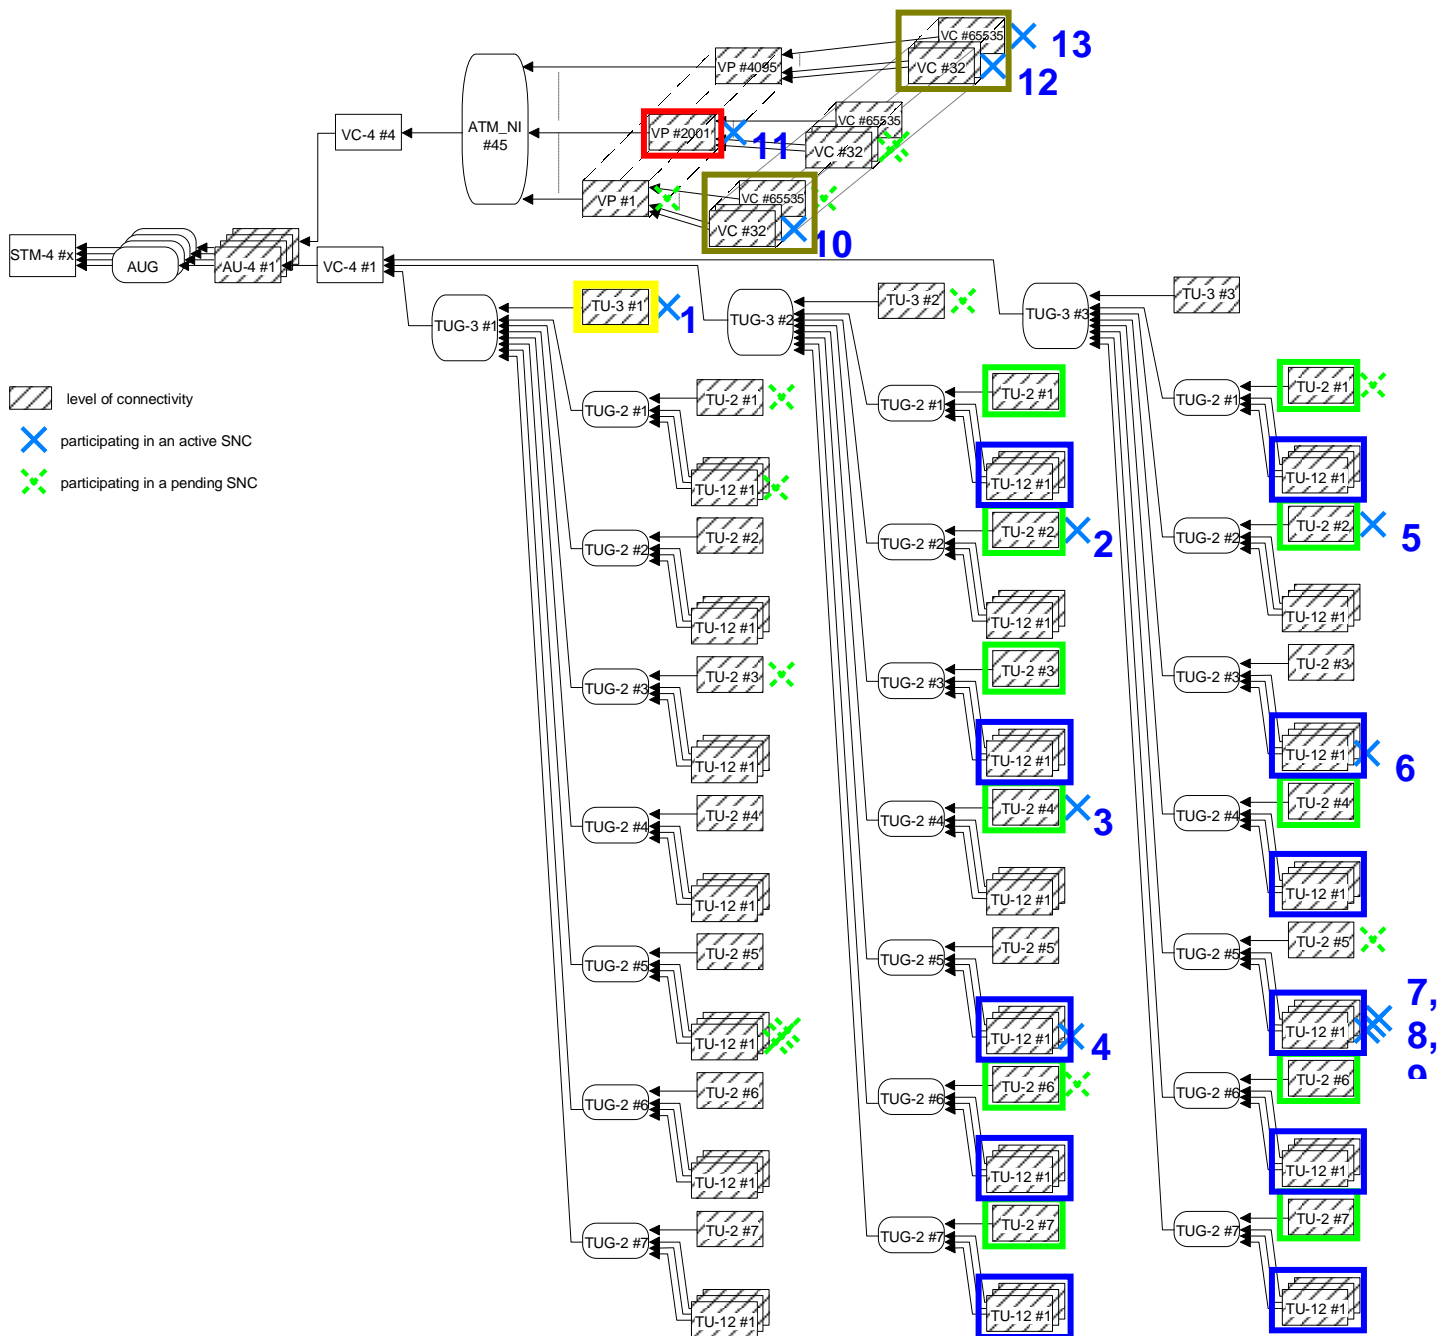 VC #65535
13
VP #4095
VC #32
12
VC #65535
VC-4 #4
ATM_NI
#45
VP #2001
11
VC #32
VP #1
VC #65535
VC #32
10
STM-4 #x
AUG
AU-4 #1
VC-4 #1
TUG-3 #1
TU-3 #1
1
TUG-3 #2
TU-3 #2
TUG-3 #3
TU-3 #3
level of connectivity
participating in an active SNC
participating in a pending SNC
TUG-2 #1
TU-2 #1
TU-12 #1
TUG-2 #2
TU-2 #2
TU-12 #1
TUG-2 #3
TU-2 #3
TU-12 #1
TUG-2 #4
TU-2 #4
TU-12 #1
TUG-2 #5
TU-2 #5
TU-12 #1
TUG-2 #6
TU-2 #6
TU-12 #1
TUG-2 #7
TU-2 #7
TU-12 #1
TUG-2 #1
TU-2 #1
TU-12 #1
TUG-2 #2
TU-2 #2
2
TU-12 #1
TUG-2 #3
TU-2 #3
TU-12 #1
TUG-2 #4
TU-2 #4
3
TU-12 #1
TUG-2 #5
TU-2 #5
TU-12 #1
4
TUG-2 #6
TU-2 #6
TU-12 #1
TUG-2 #7
TU-2 #7
TU-12 #1
TUG-2 #1
TU-2 #1
TU-12 #1
TUG-2 #2
TU-2 #2
5
TU-12 #1
TUG-2 #3
TU-2 #3
TU-12 #1
6
TUG-2 #4
TU-2 #4
TU-12 #1
TUG-2 #5
TU-2 #5
TU-12 #1
7,
8,
9
TUG-2 #6
TU-2 #6
TU-12 #1
TUG-2 #7
TU-2 #7
TU-12 #1